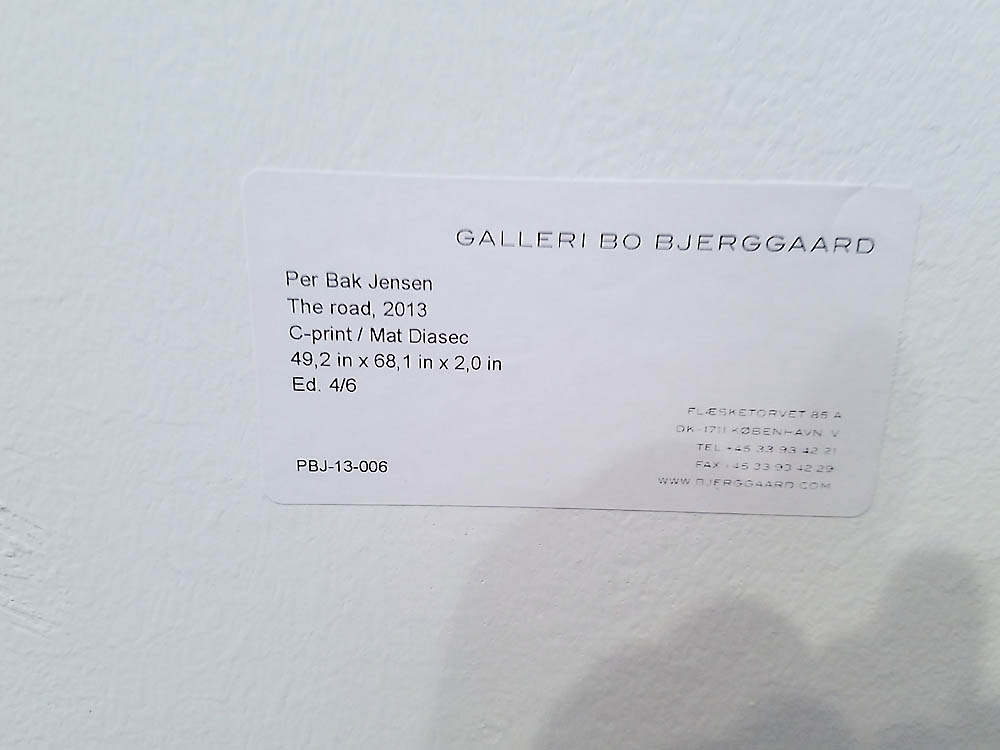 GALLERI BO BJERGGAARD
Per Bak Jensen
The road, 2013
C-print / Mat Diasec
49,2 in x 68,1 in x 2,0 in
Ed. 4/6
PBJ-13-006
FLÆSKETORVET 85 A
DK-1711 KØBENHAVN V
TEL +45 33 93 42 21
FAX +45 33 93 42 29
WWW.BJERGGAARD.COM